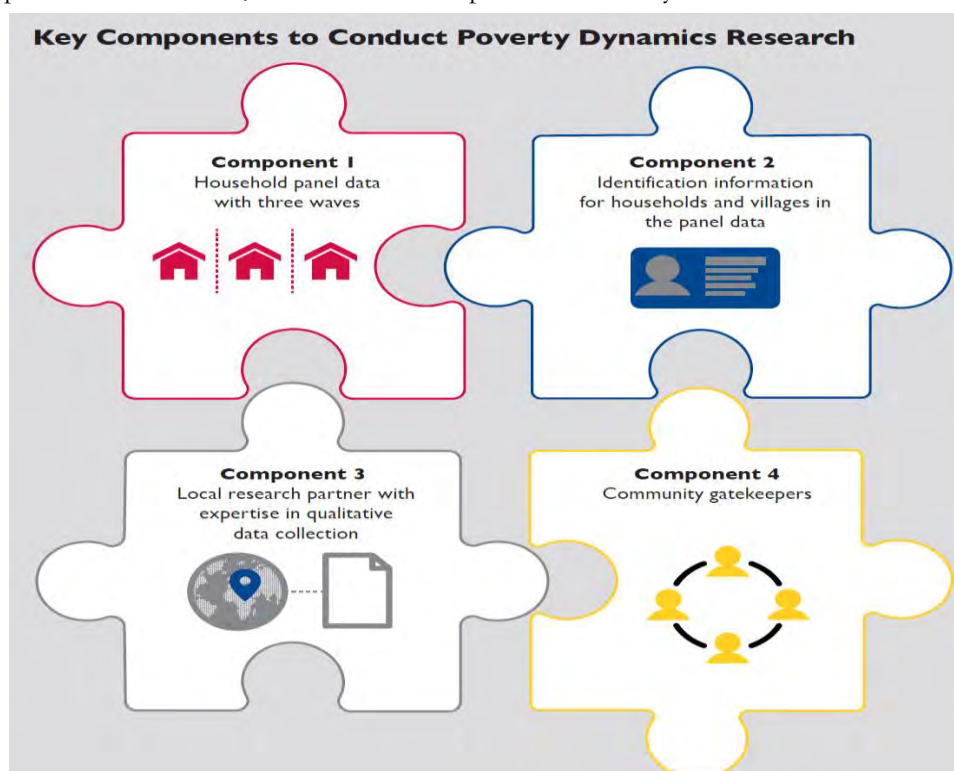 Key Components to Conduct Poverty Dynamics Research
Component 1
Household panel data
with three waves
Component 2
Identification information
for households and villages in
the panel data
Component 3
Local research partner with
expertise in qualitative
data collection
Component 4
Community gatekeepers